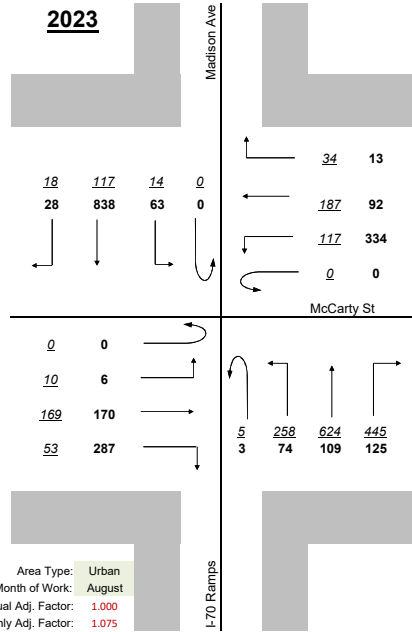 2023
Madison Ave
34 13
18 117 14 0
28 838 63 0
187 92
117 334
0 0
McCarty St
0 0
10 6
169 170
53 287
5 258 624 445
3 74 109 125
I-70 Ramps
Area Type: Urban
Month of Work: August
ual Adj. Factor: 1.000
nly Adj. Factor: 1.075